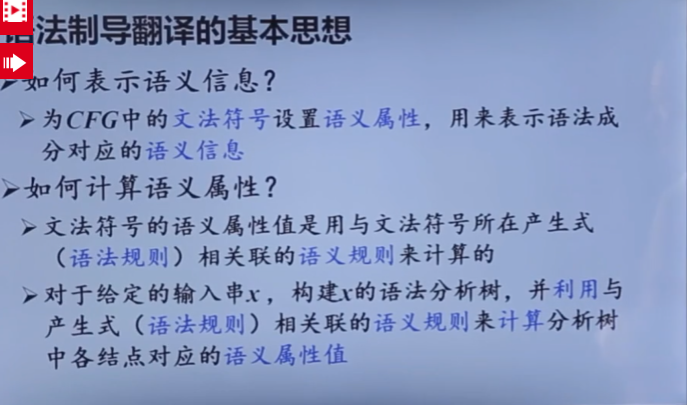 语法制导翻译的基本思想
➢如何表示语义信息？
➢为CFG中的文法符号设置语义属性，用来表示语法成
分对应的语义信息
➢如何计算语义属性？
➢文法符号的语义属性值是用与文法符号所在产生式
（语法规则）相关联的语义规则来计算的
➢对于给定的输入串x，构建x的语法分析树，并利用与
产生式（语法规则）相关联的语义规则来计算分析树
中各结点对应的语义属性值